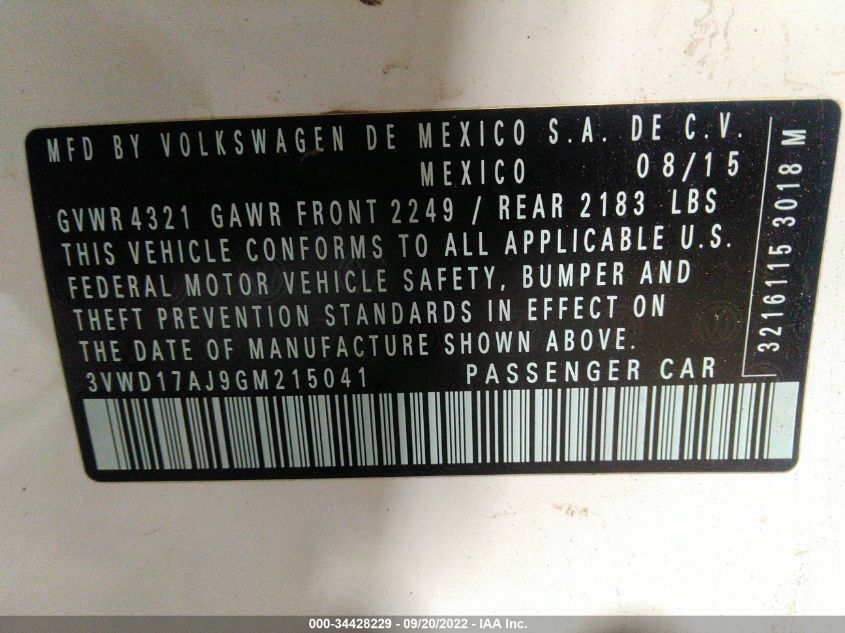 MFD BY VOLKSWAGEN DE MEXICO S.A. DE C.V.
MEXICO 08/15
GVWR 4321 GAWR FRONT 2249 / REAR 2183 LBS
THIS VEHICLE CONFORMS TO ALL APPLICABLE U.S.
FEDERAL MOTOR VEHICLE SAFETY, BUMPER AND
THEFT PREVENTION STANDARDS IN EFFECT ON
THE DATE OF MANUFACTURE SHOWN ABOVE.
3VWD17AJ9GM215041 PASSENGER CAR
3216115 3018 M
000-34428229 - 09/20/2022 - IAA Inc.